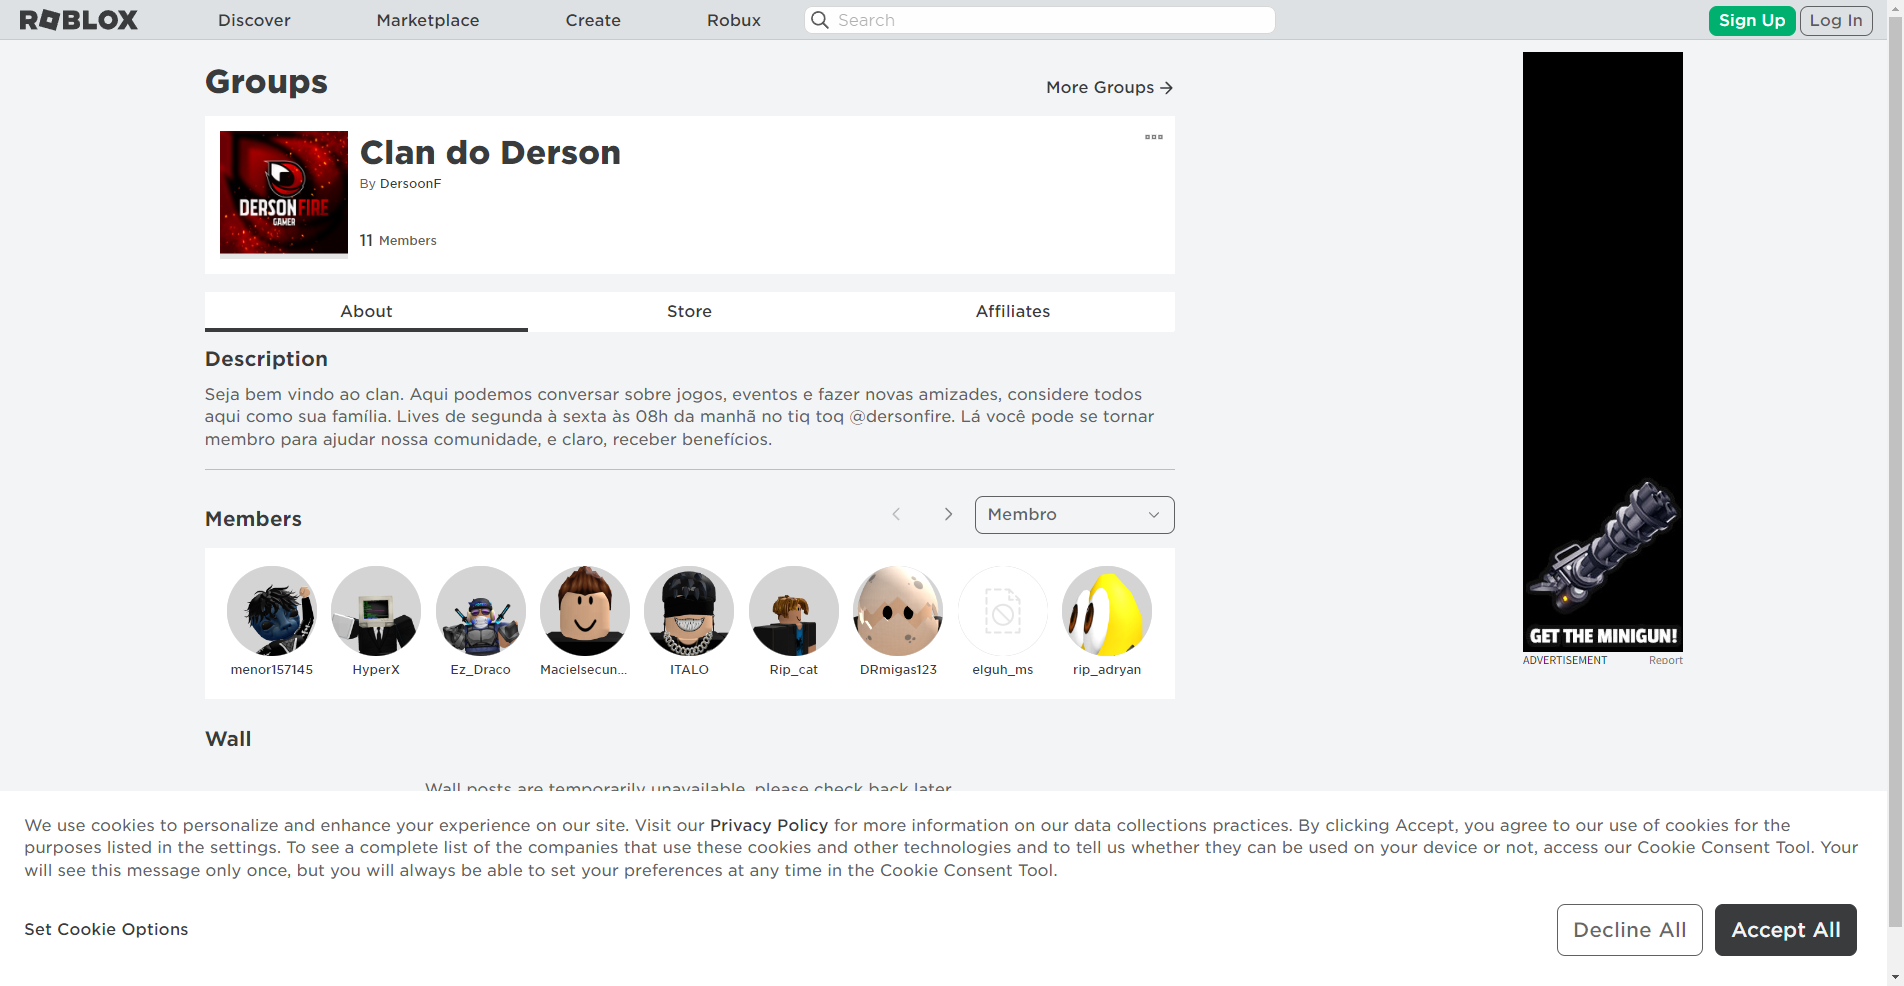 ROBLOX
Discover
Marketplace
Create
Robux
Search
Sign Up
Log In
Groups
More Groups
Clan do Derson
By DersoonF
11 Members
DERSONFIRE
GAMER
About
Store
Affiliates
Description
Seja bem vindo ao clan. Aqui podemos conversar sobre jogos, eventos e fazer novas amizades, considere todos
aqui como sua família. Lives de segunda à sexta às 08h da manhã no tiq toq @dersonfire. Lá você pode se tornar
membro para ajudar nossa comunidade, e claro, receber benefícios.
Members
Membro
menor157145
HyperX
Ez_Draco
Macielsecun...
ITALO
Rip_cat
DRmigas123
elguh_ms
rip_adryan
GET THE MINIGUN!
ADVERTISEMENT
Report
Wall
Wall posts are temporarily unavailable, please check back later
We use cookies to personalize and enhance your experience on our site. Visit our Privacy Policy for more information on our data collections practices. By clicking Accept, you agree to our use of cookies for the
purposes listed in the settings. To see a complete list of the companies that use these cookies and other technologies and to tell us whether they can be used on your device or not, access our Cookie Consent Tool. Your
will see this message only once, but you will always be able to set your preferences at any time in the Cookie Consent Tool.
Set Cookie Options
Decline All
Accept All